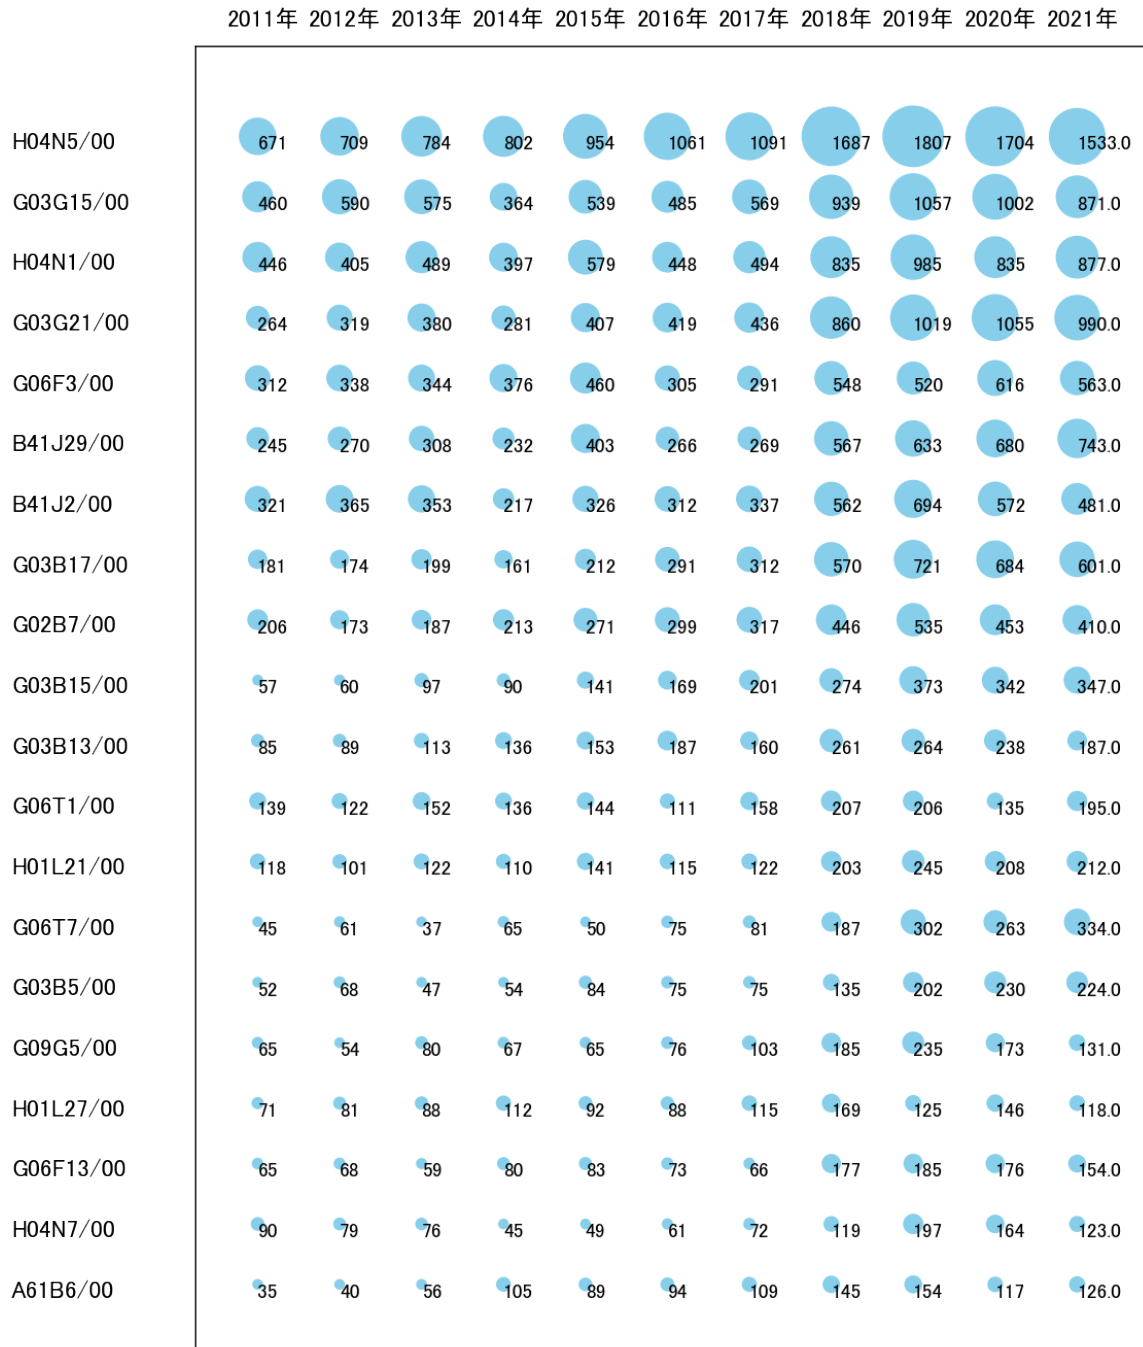 2011年 2012年 2013年 2014年 2015年 2016年 2017年 2018年 2019年 2020年 2021年
H04N5/00 671 709 784 802 954 1061 1091 1687 1807 1704 1533.0
G03G15/00 460 590 575 364 539 485 569 939 1057 1002 871.0
H04N1/00 446 405 489 397 579 448 494 835 985 835 877.0
G03G21/00 264 319 380 281 407 419 436 860 1019 1055 990.0
G06F3/00 312 338 344 376 460 305 291 548 520 616 563.0
B41J29/00 245 270 308 232 403 266 269 567 633 680 743.0
B41J2/00 321 365 353 217 326 312 337 562 694 572 481.0
G03B17/00 181 174 199 161 212 291 312 570 721 684 601.0
G02B7/00 206 173 187 213 271 299 317 446 535 453 410.0
G03B15/00 57 60 97 90 141 169 201 274 373 342 347.0
G03B13/00 85 89 113 136 153 187 160 261 264 238 187.0
G06T1/00 139 122 152 136 144 111 158 207 206 135 195.0
H01L21/00 118 101 122 110 141 115 122 203 245 208 212.0
G06T7/00 45 61 37 65 50 75 81 187 302 263 334.0
G03B5/00 52 68 47 54 84 75 75 135 202 230 224.0
G09G5/00 65 54 80 67 65 76 103 185 235 173 131.0
H01L27/00 71 81 88 112 92 88 115 169 125 146 118.0
G06F13/00 65 68 59 80 83 73 66 177 185 176 154.0
H04N7/00 90 79 76 45 49 61 72 119 197 164 123.0
A61B6/00 35 40 56 105 89 94 109 145 154 117 126.0